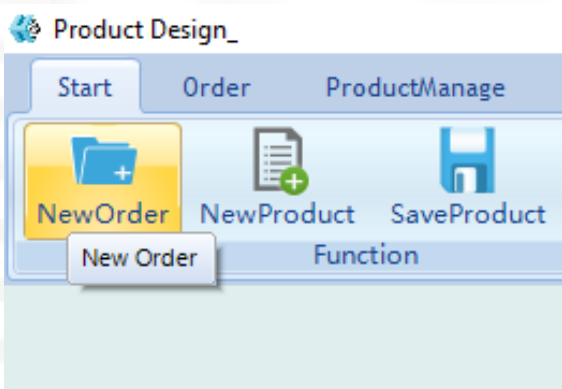 Product Design_
Start Order ProductManage
NewOrder NewProduct SaveProduct
New Order
Function